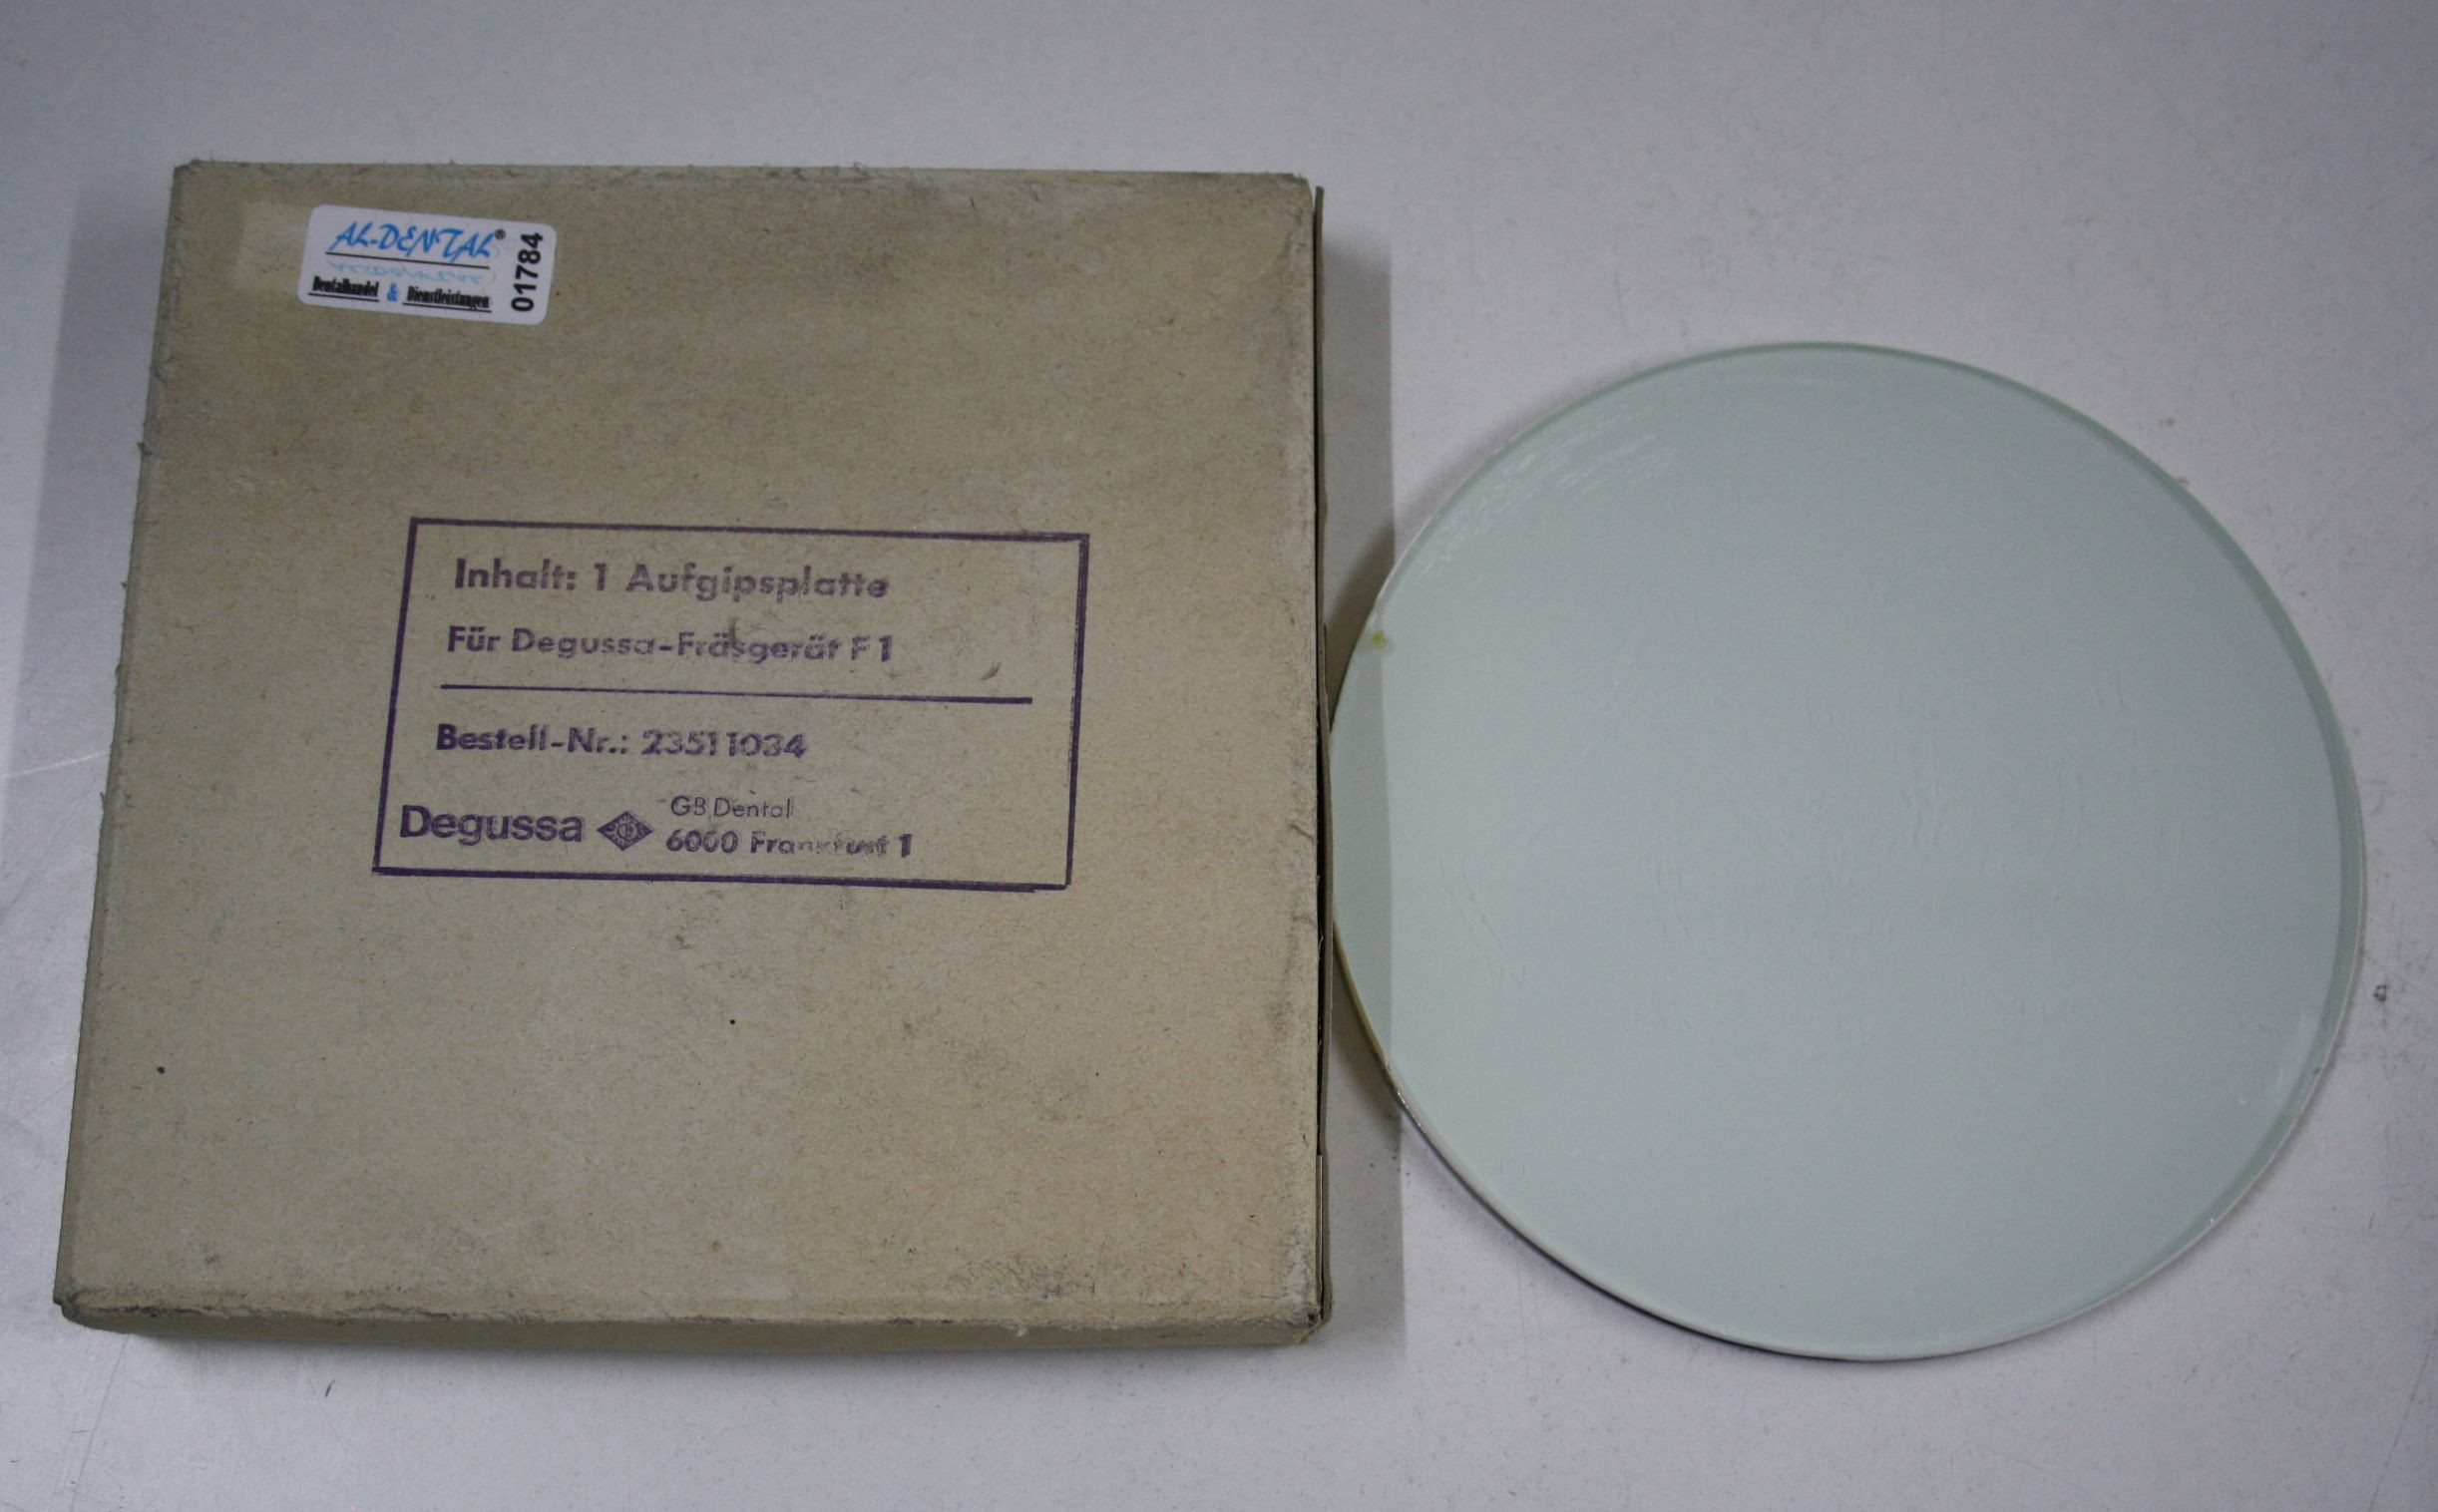 AL-DENTAL®
Dentalhandel & Dienstleistungen
01784
Inhalt: 1 Aufgipsplatte
Für Degussa-Fräsgerät F 1
Bestell-Nr.: 23511034
Degussa
GB Dental
6000 Frankfurt 1